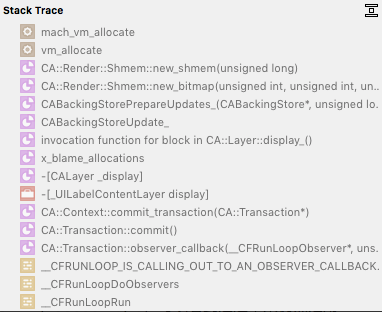 Stack Trace
mach_vm_allocate
vm_allocate
CA::Render::Shmem::new_shmem(unsigned long)
CA::Render::Shmem::new_bitmap(unsigned int, unsigned int, un...
CABackingStorePrepareUpdates_(CABackingStore*, unsigned lo...
CABackingStoreUpdate_
invocation function for block in CA::Layer::display_()
x_blame_allocations
-[CALayer _display]
-[_UILabelContentLayer display]
CA::Context::commit_transaction(CA::Transaction*)
CA::Transaction::commit()
CA::Transaction::observer_callback(__CFRunLoopObserver*, uns...
__CFRUNLOOP_IS_CALLING_OUT_TO_AN_OBSERVER_CALLBACK...
__CFRunLoopDoObservers
__CFRunLoopRun